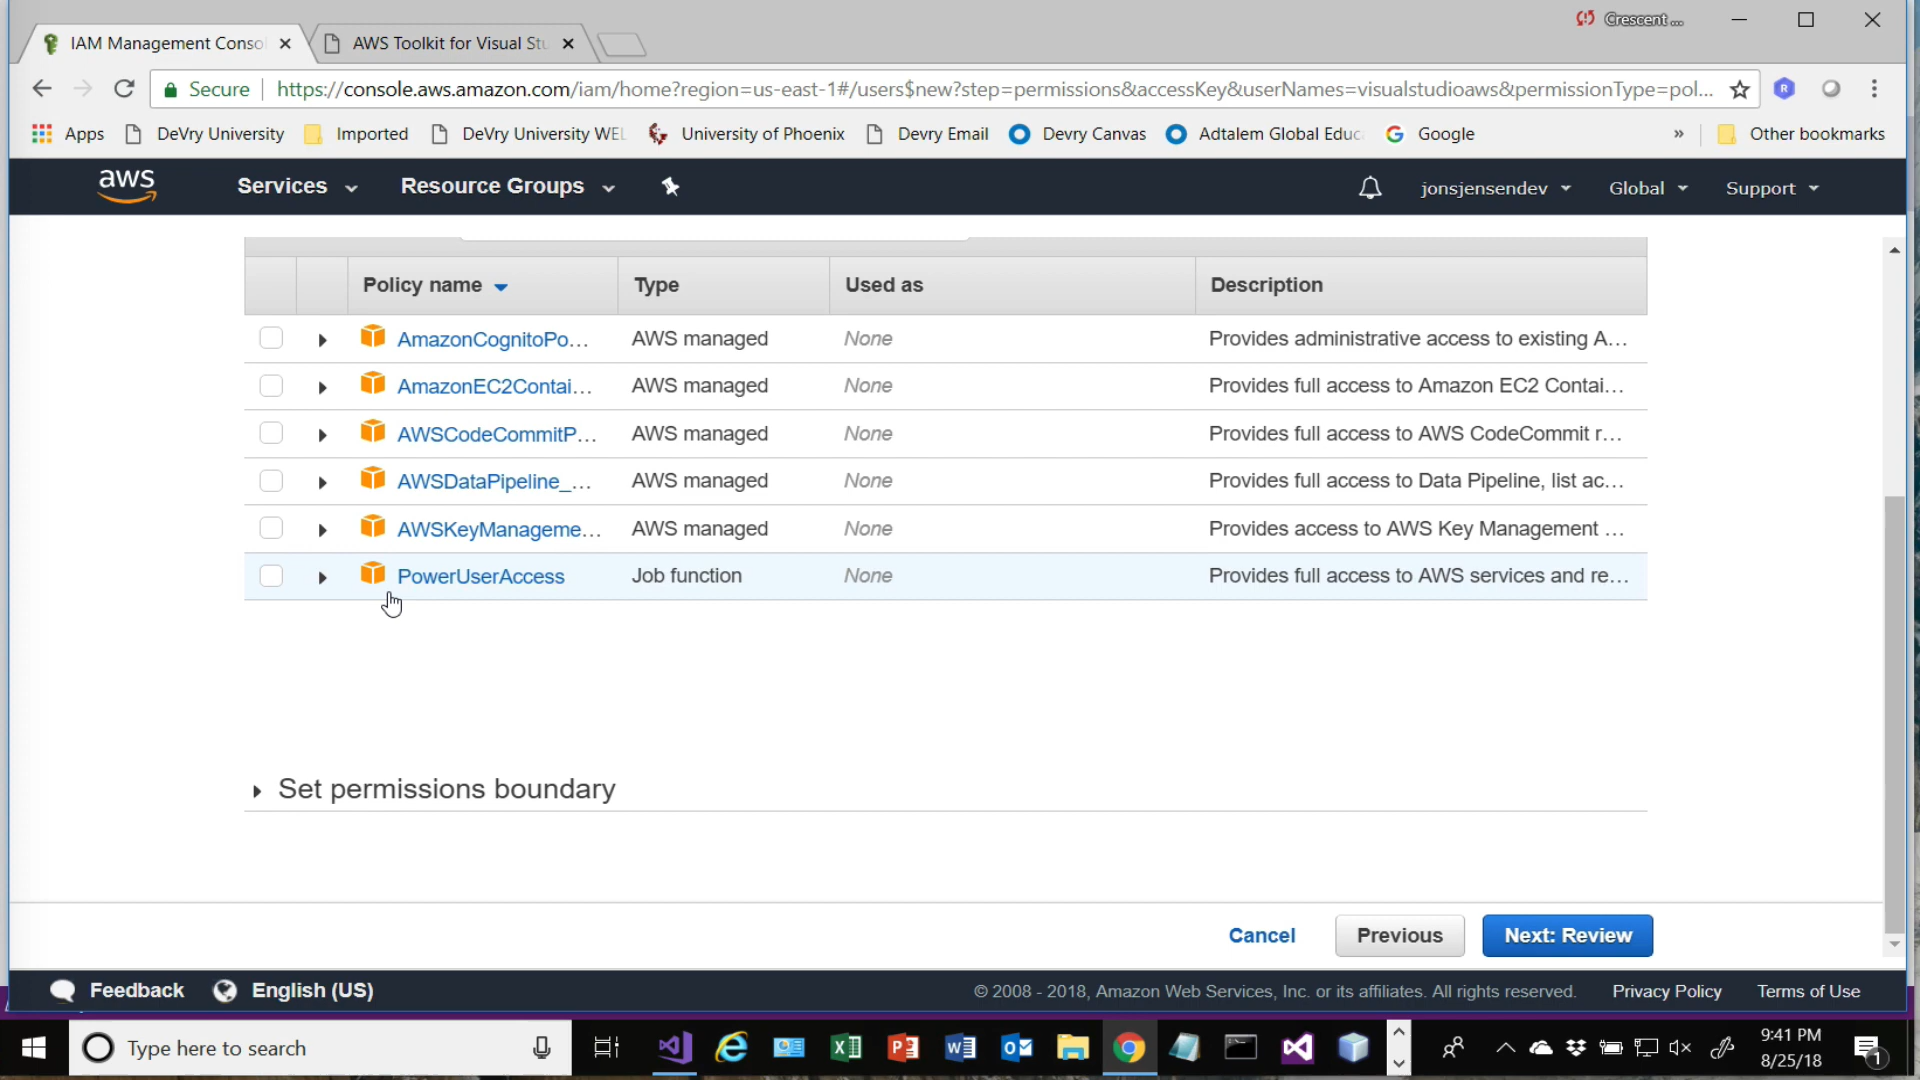 Crescent ...
IAM Management Conso
AWS Toolkit for Visual Stu
Secure
https://console.aws.amazon.com/iam/home?region=us-east-1#/users$new?step=permissions&accessKey&userNames=visualstudioaws&permissionType=pol...
R
Apps
DeVry University
Imported
DeVry University WE
University of Phoenix
Devry Email
Devry Canvas
Adtalem Global Educ
Google
»
Other bookmarks
aws
Services
Resource Groups
jonsjensendev
Global
Support
Policy name
Type
Used as
Description
AmazonCognitoPo...
AWS managed
None
Provides administrative access to existing A...
AmazonEC2Contai...
AWS managed
None
Provides full access to Amazon EC2 Contai...
AWSCodeCommitP...
AWS managed
None
Provides full access to AWS CodeCommit r...
AWSDataPipeline_...
AWS managed
None
Provides full access to Data Pipeline, list ac...
AWSKeyManageme...
AWS managed
None
Provides access to AWS Key Management ...
PowerUserAccess
Job function
None
Provides full access to AWS services and re...
Set permissions boundary
Cancel
Previous
Next: Review
Feedback
English (US)
© 2008 - 2018, Amazon Web Services, Inc. or its affiliates. All rights reserved.
Privacy Policy
Terms of Use
Type here to search
9:41 PM
8/25/18
1